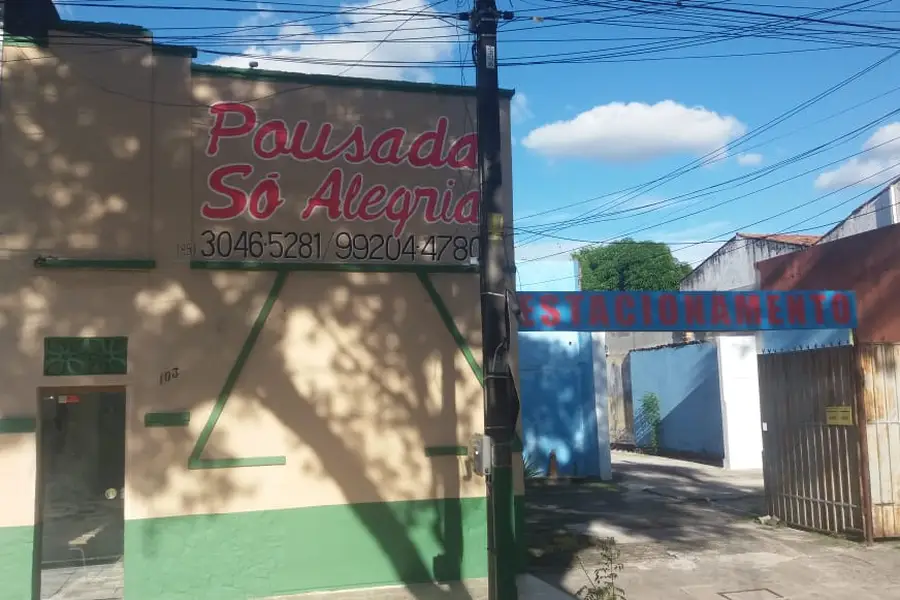 Pousada
Só Alegria
3046-5281/99204-4780
103
ESTACIONAMENTO